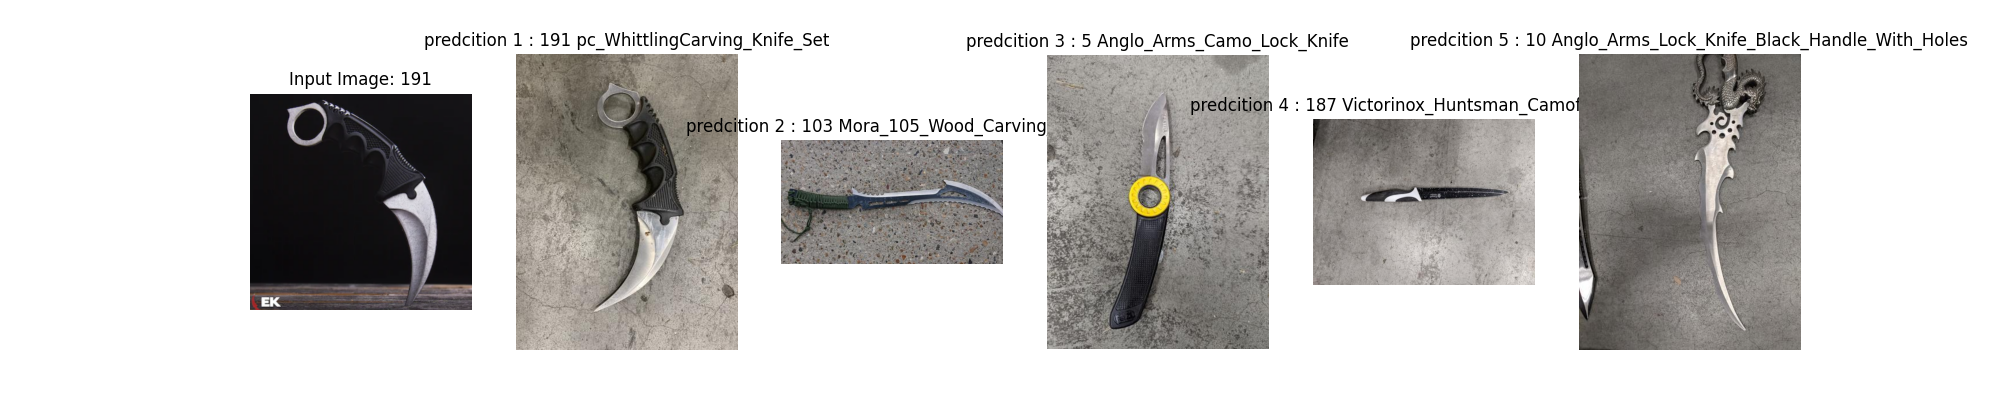 Input Image: 191
EK
predcition 1 : 191 pc_WhittlingCarving_Knife_Set
predcition 2 : 103 Mora_105_Wood_Carving
predcition 3 : 5 Anglo_Arms_Camo_Lock_Knife
predcition 4 : 187 Victorinox_Huntsman_Camof
predcition 5 : 10 Anglo_Arms_Lock_Knife_Black_Handle_With_Holes